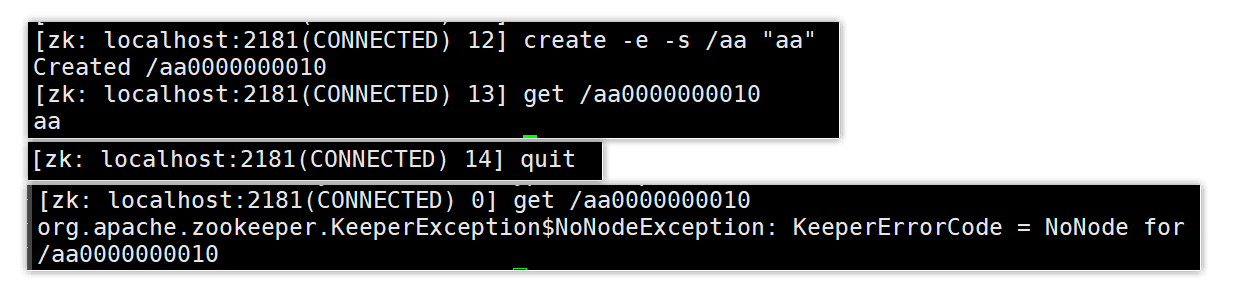 [zk: localhost:2181(CONNECTED) 12] create -e -s /aa "aa"
Created /aa0000000010
[zk: localhost:2181(CONNECTED) 13] get /aa0000000010
aa
[zk: localhost:2181(CONNECTED) 14] quit
[zk: localhost:2181(CONNECTED) 0] get /aa0000000010
org.apache.zookeeper.KeeperException$NoNodeException: KeeperErrorCode = NoNode for
/aa0000000010